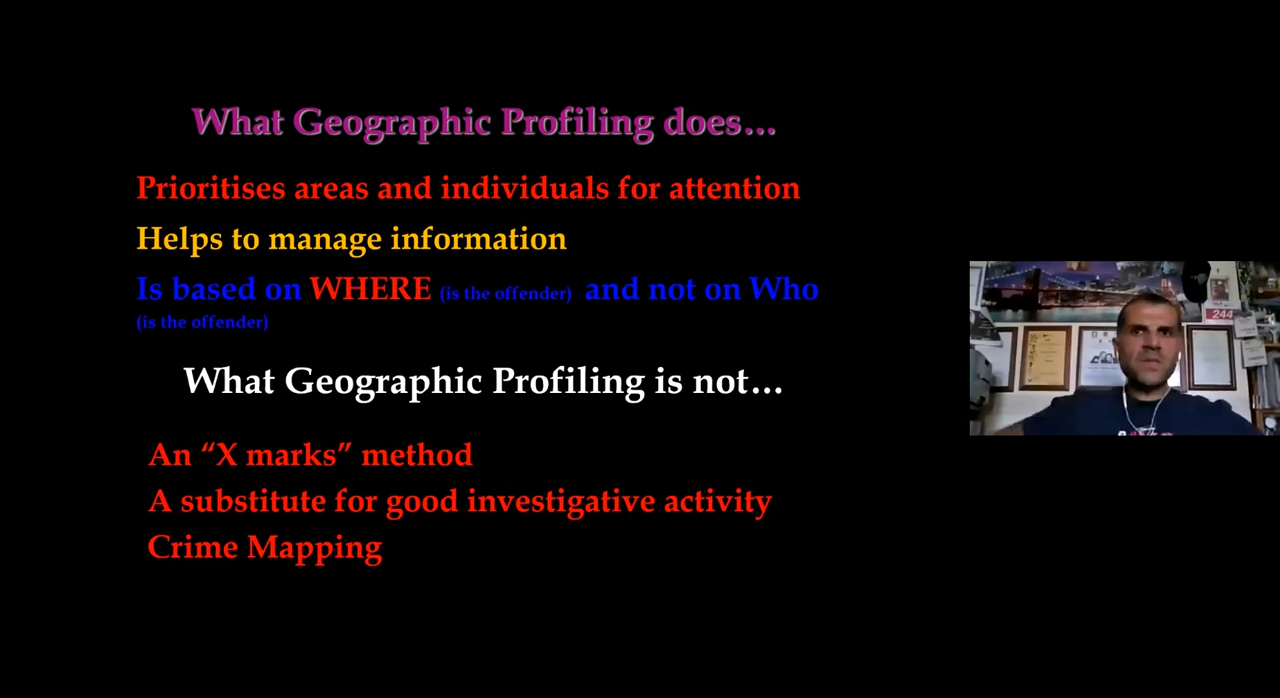 What Geographic Profiling does…
Prioritises areas and individuals for attention
Helps to manage information
Is based on WHERE (is the offender) and not on Who
(is the offender)
What Geographic Profiling is not…
An “X marks” method
A substitute for good investigative activity
Crime Mapping
244